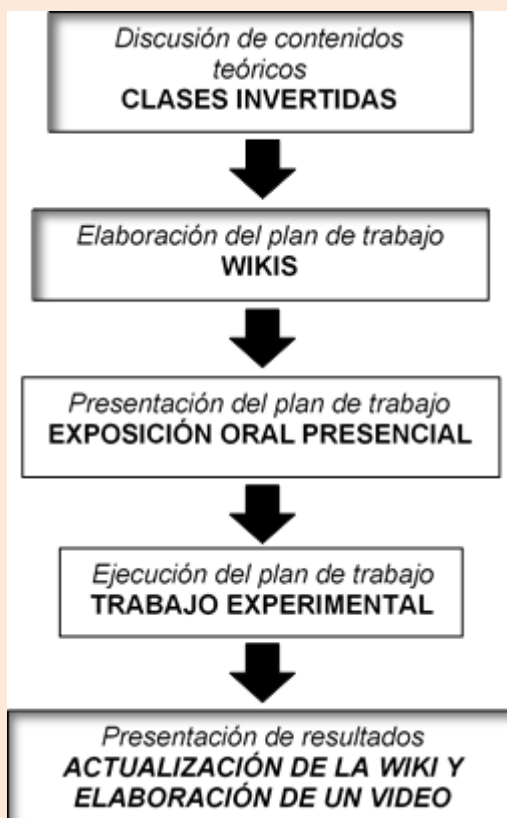 Discusión de contenidos
teóricos
CLASES INVERTIDAS
Elaboración del plan de trabajo
WIKIS
Presentación del plan de trabajo
EXPOSICIÓN ORAL PRESENCIAL
Ejecución del plan de trabajo
TRABAJO EXPERIMENTAL
Presentación de resultados
ACTUALIZACIÓN DE LA WIKI Y
ELABORACIÓN DE UN VIDEO